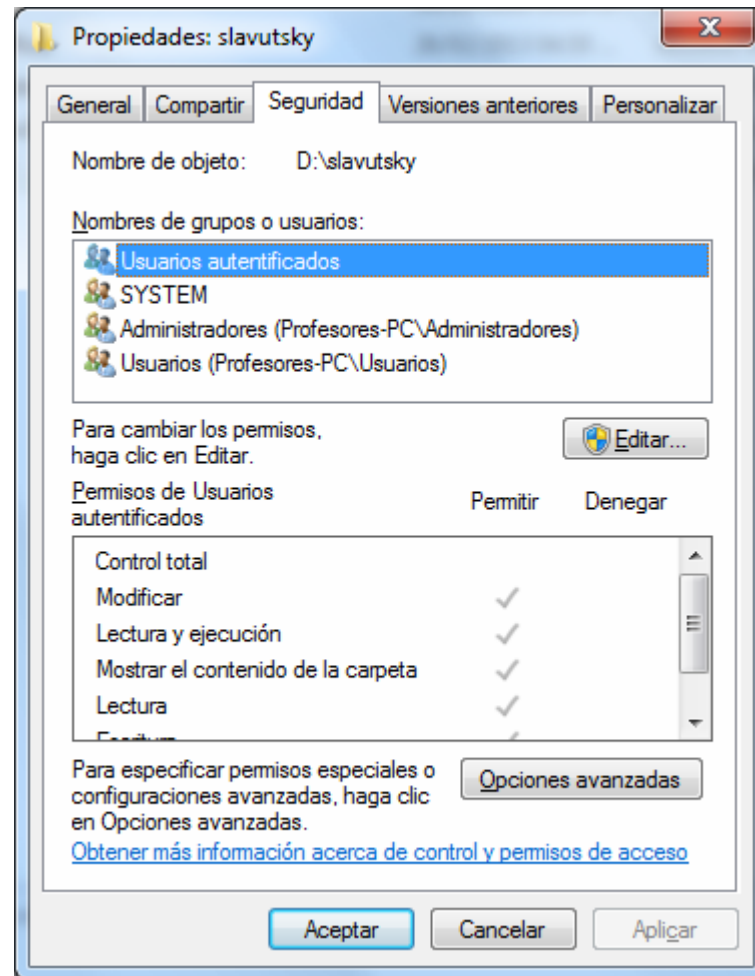 Propiedades: slavutsky
General Compartir Seguridad Versiones anteriores Personalizar
Nombre de objeto: D:\slavutsky
Nombres de grupos o usuarios:
Usuarios autentificados
SYSTEM
Administradores (Profesores-PC\Administradores)
Usuarios (Profesores-PC\Usuarios)
Para cambiar los permisos,
haga clic en Editar.
Editar...
Permisos de Usuarios
autentificados
Permitir Denegar
Control total
Modificar
Lectura y ejecución
Mostrar el contenido de la carpeta
Lectura
Escritura
Para especificar permisos especiales o
configuraciones avanzadas, haga clic
en Opciones avanzadas.
Opciones avanzadas
Obtener más información acerca de control y permisos de acceso
Aceptar Cancelar Aplicar